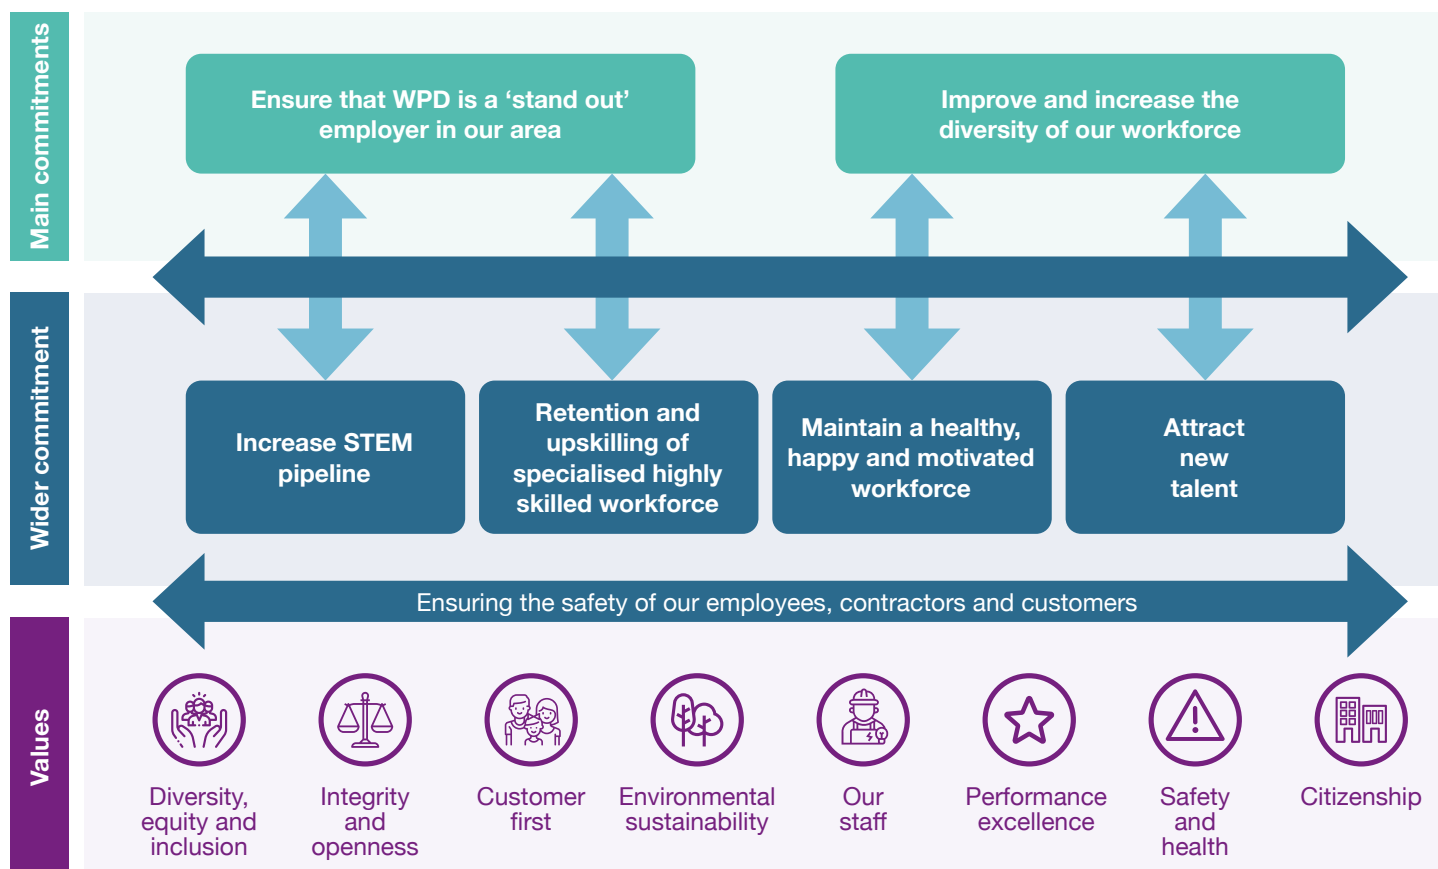 Main commitments
Ensure that WPD is a ‘stand out’
employer in our area
Improve and increase the
diversity of our workforce
Wider commitment
Increase STEM
pipeline
Retention and
upskilling of
specialised highly
skilled workforce
Maintain a healthy,
happy and motivated
workforce
Attract
new
talent
Ensuring the safety of our employees, contractors and customers
Values
Diversity,
equity and
inclusion
Integrity
and
openness
Customer
first
Environmental
sustainability
Our
staff
Performance
excellence
Safety
and
health
Citizenship